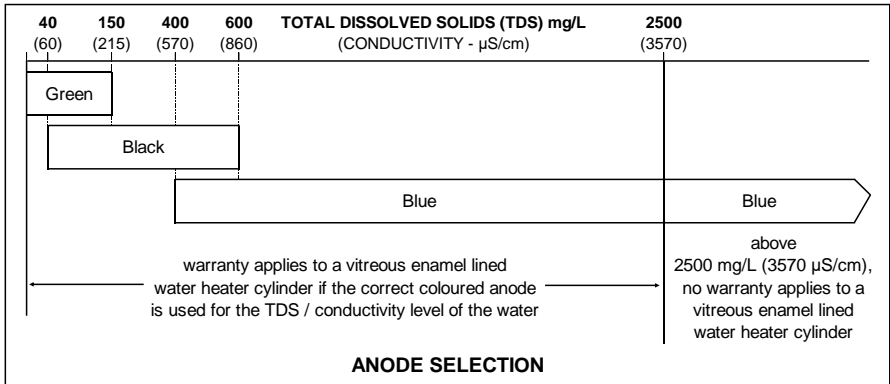 40 150 400 600 TOTAL DISSOLVED SOLIDS (TDS) mg/L 2500
(60) (215) (570) (860) (CONDUCTIVITY - µS/cm) (3570)
Green
Black
Blue Blue
warranty applies to a vitreous enamel lined
water heater cylinder if the correct coloured anode
is used for the TDS / conductivity level of the water
above
2500 mg/L (3570 µS/cm),
no warranty applies to a
vitreous enamel lined
water heater cylinder
ANODE SELECTION